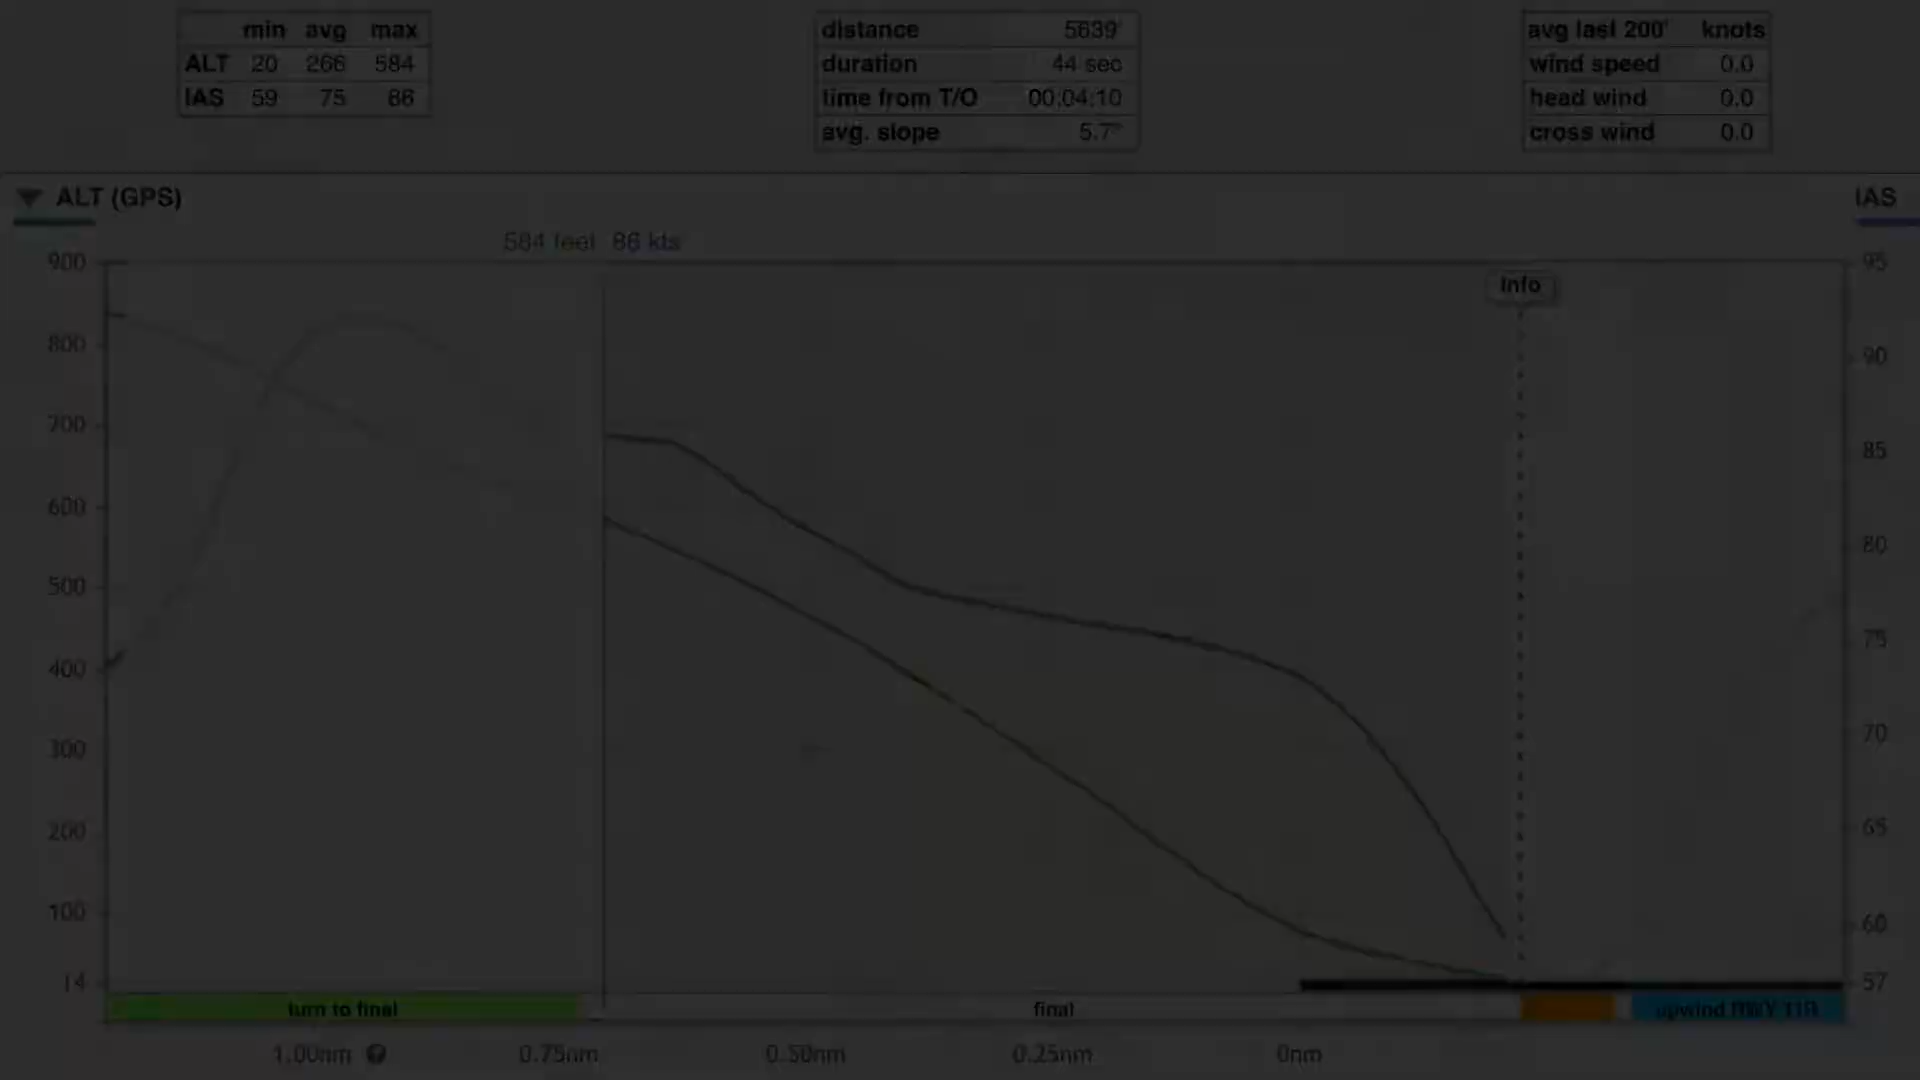 min avg max
ALT 20 266 584
IAS 59 75 86
distance 5639'
duration 44 sec
time from T/O 00:04:10
avg. slope 5.7°
avg last 200' knots
wind speed 0.0
head wind 0.0
cross wind 0.0
ALT (GPS)
IAS
584 feet 86 kts
Info
900
800
700
600
500
400
300
200
100
14
95
90
85
80
75
70
65
60
57
turn to final
final
upwind RWY 11R
1.00nm ?
0.75nm
0.50nm
0.25nm
0nm